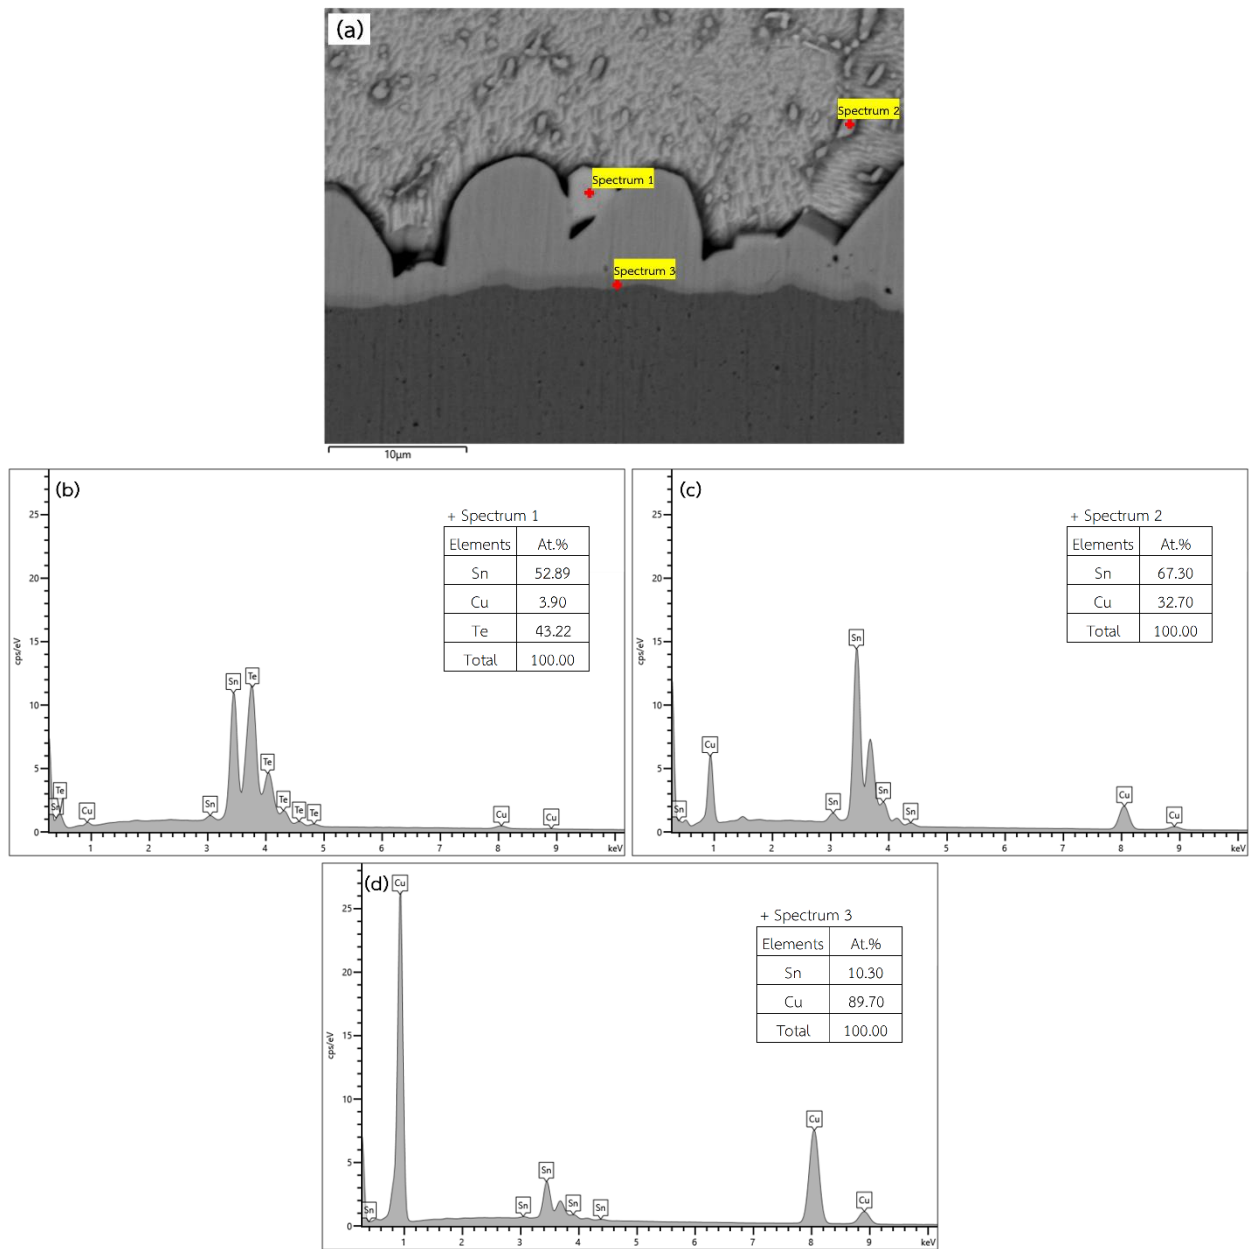 (a)
Spectrum 2
Spectrum 1
Spectrum 3
10µm
(b)
+ Spectrum 1
Elements At.%
Sn 52.89
Cu 3.90
Te 43.22
Total 100.00
cps/eV
25
20
15
10
5
0
Sn Te
Te
Te
Sn
Cu
Sn
Te
Te
Te
Cu
Cu
1 2 3 4 5 6 7 8 9 keV
(c)
+ Spectrum 2
Elements At.%
Sn 67.30
Cu 32.70
Total 100.00
cps/eV
25
20
15
10
5
0
Sn
Cu
Sn
Sn
Sn
Sn
Cu
Cu
1 2 3 4 5 6 7 8 9 keV
(d)
+ Spectrum 3
Elements At.%
Sn 10.30
Cu 89.70
Total 100.00
cps/eV
25
20
15
10
5
0
Cu
Sn
Sn
Sn
Sn
Sn
Cu
Cu
1 2 3 4 5 6 7 8 9 keV